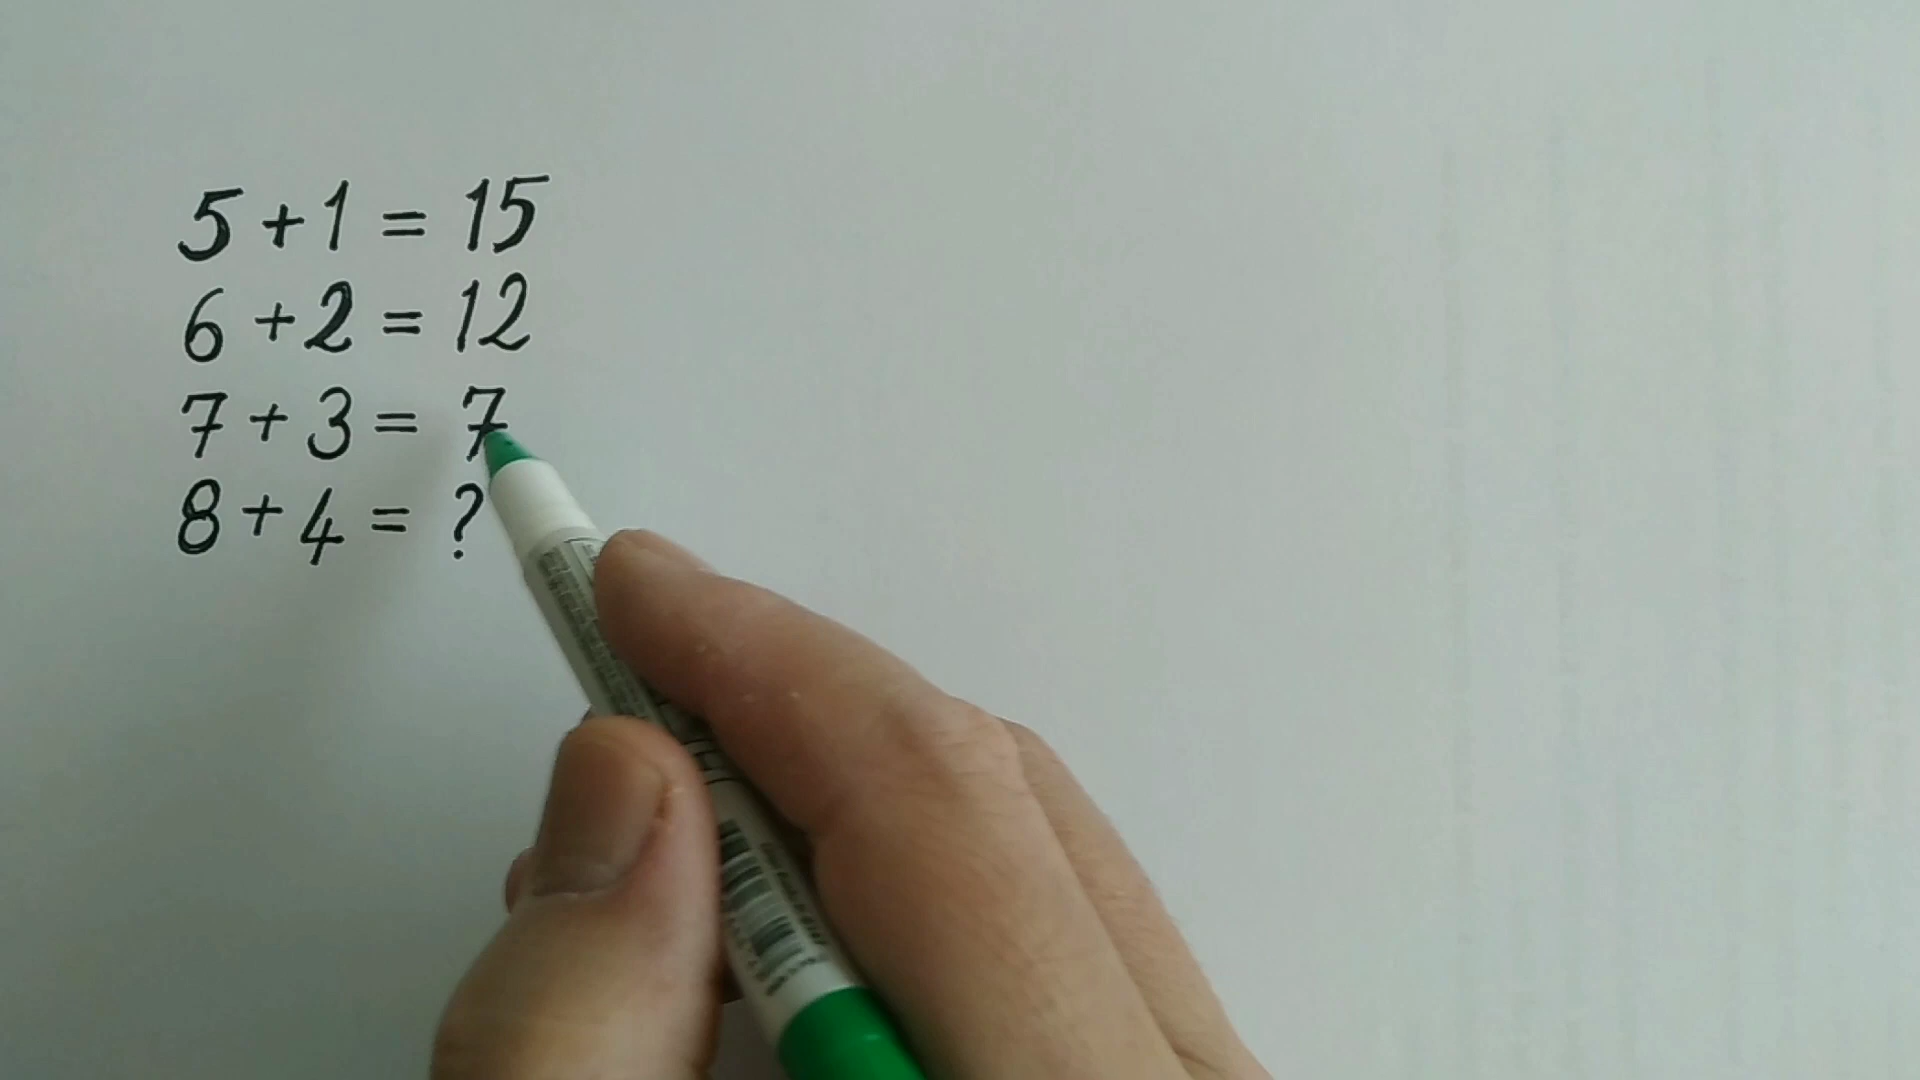 5 + 1 = 15
6 + 2 = 12
7 + 3 = 7
8 + 4 = ?